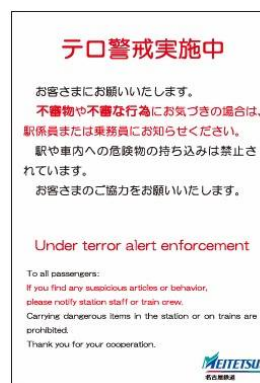 テロ警戒実施中
お客さまにお願いいたします。
不審物や不審な行為にお気づきの場合は、
駅係員または乗務員にお知らせください。
駅や車内への危険物の持ち込みは禁止さ
れています。
お客さまのご協力をお願いいたします。
Under terror alert enforcement
To all passengers:
If you find any suspicious articles or behavior,
please notify station staff or train crew.
Carrying dangerous items in the station or on trains are
prohibited.
Thank you for your cooperation.
MEITETSU
名古屋鉄道